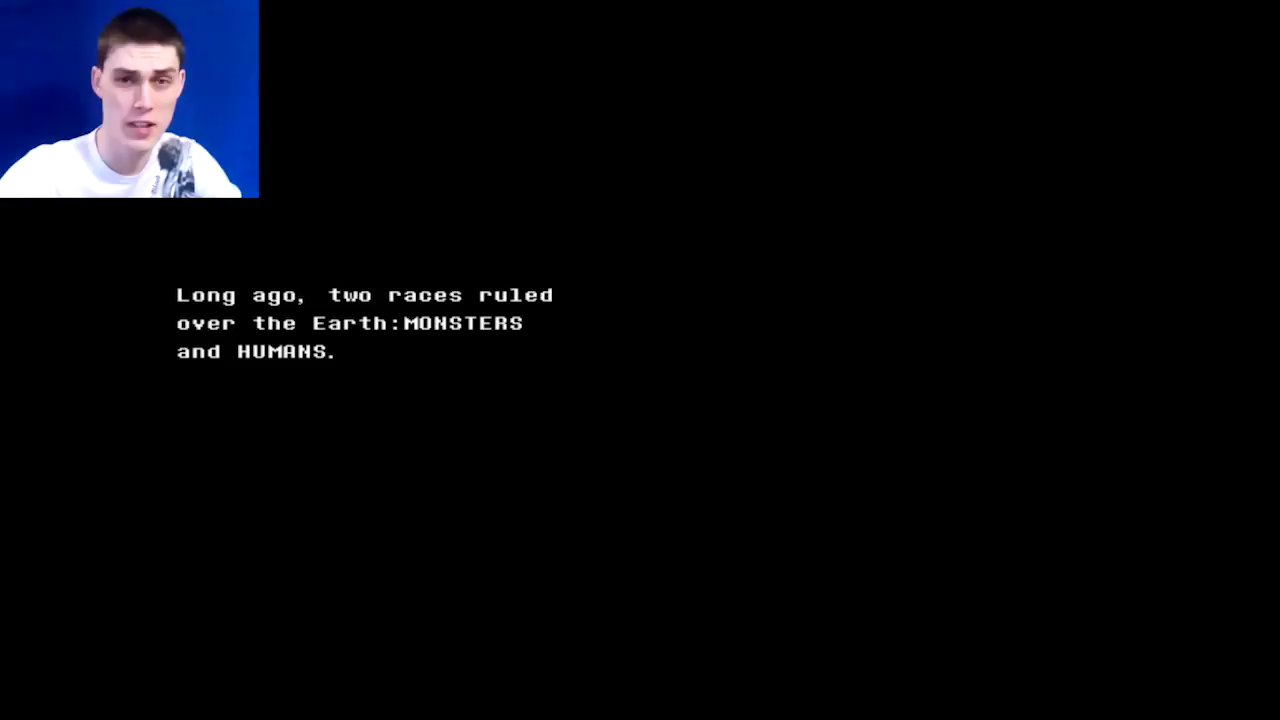 Long ago, two races ruled
over the Earth:MONSTERS
and HUMANS.